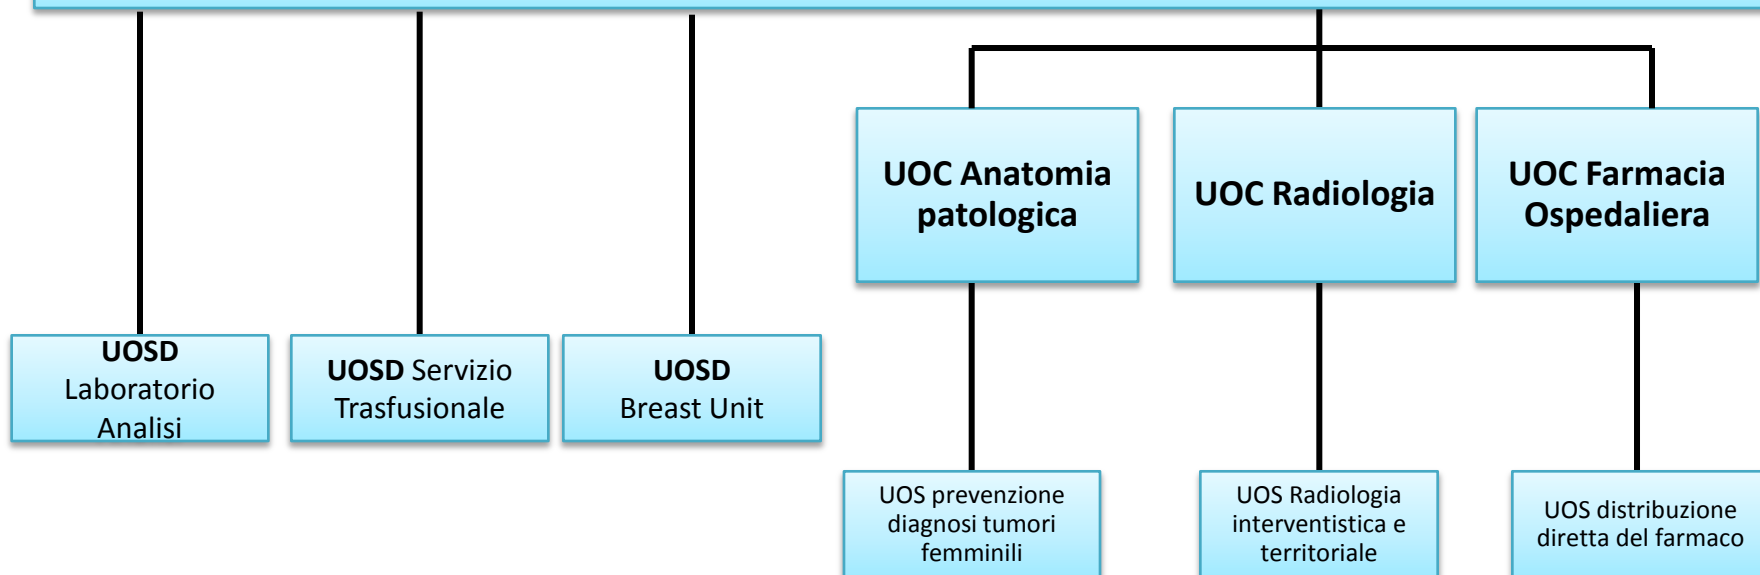 UOC Anatomia
patologica
UOC Radiologia
UOC Farmacia
Ospedaliera
UOSD
Laboratorio
Analisi
UOSD Servizio
Trasfusionale
UOSD
Breast Unit
UOS prevenzione
diagnosi tumori
femminili
UOS Radiologia
interventistica e
territoriale
UOS distribuzione
diretta del farmaco